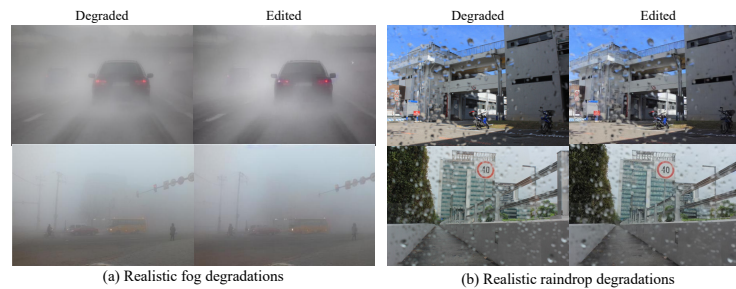 Degraded
Edited
Degraded
Edited
40
40
(a) Realistic fog degradations
(b) Realistic raindrop degradations